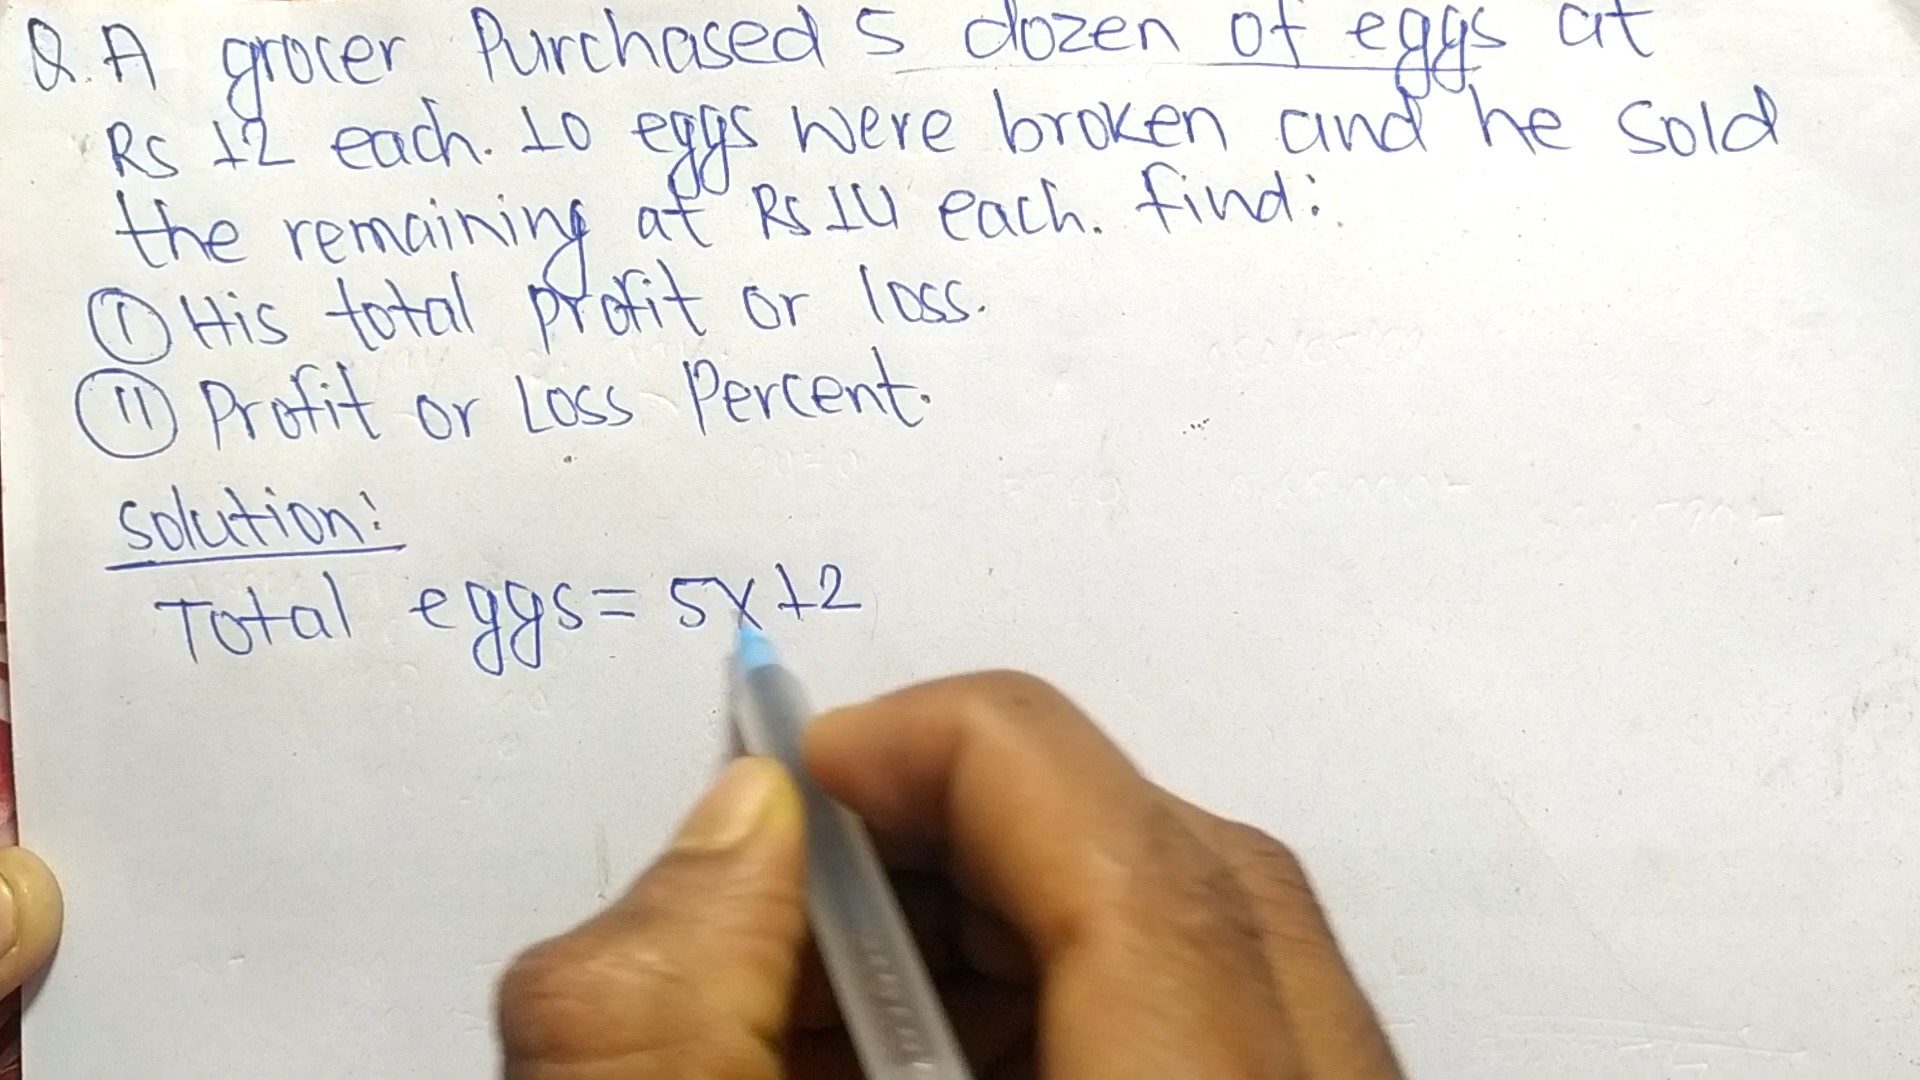 Q. A grocer Purchased 5 dozen of eggs at
Rs 12 each. 10 eggs were broken and he sold
the remaining at Rs 14 each. find:
(I) His total profit or loss.
(II) Profit or Loss Percent.
Solution:
Total eggs = 5x12